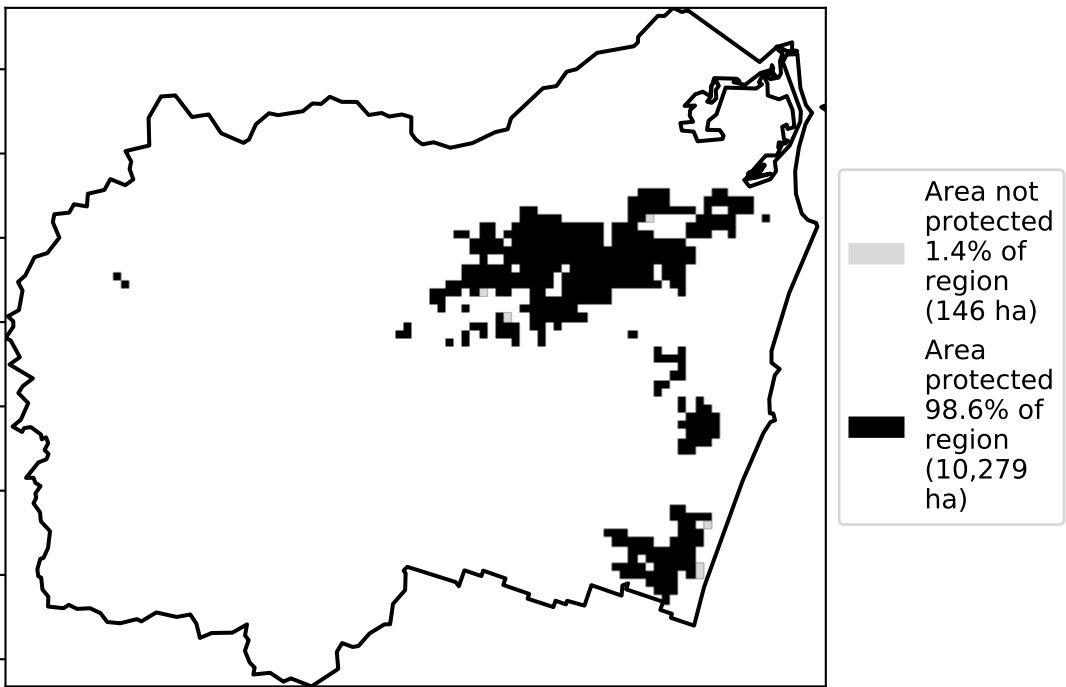 Area not
protected
1.4% of
region
(146 ha)
Area
protected
98.6% of
region
(10,279
ha)